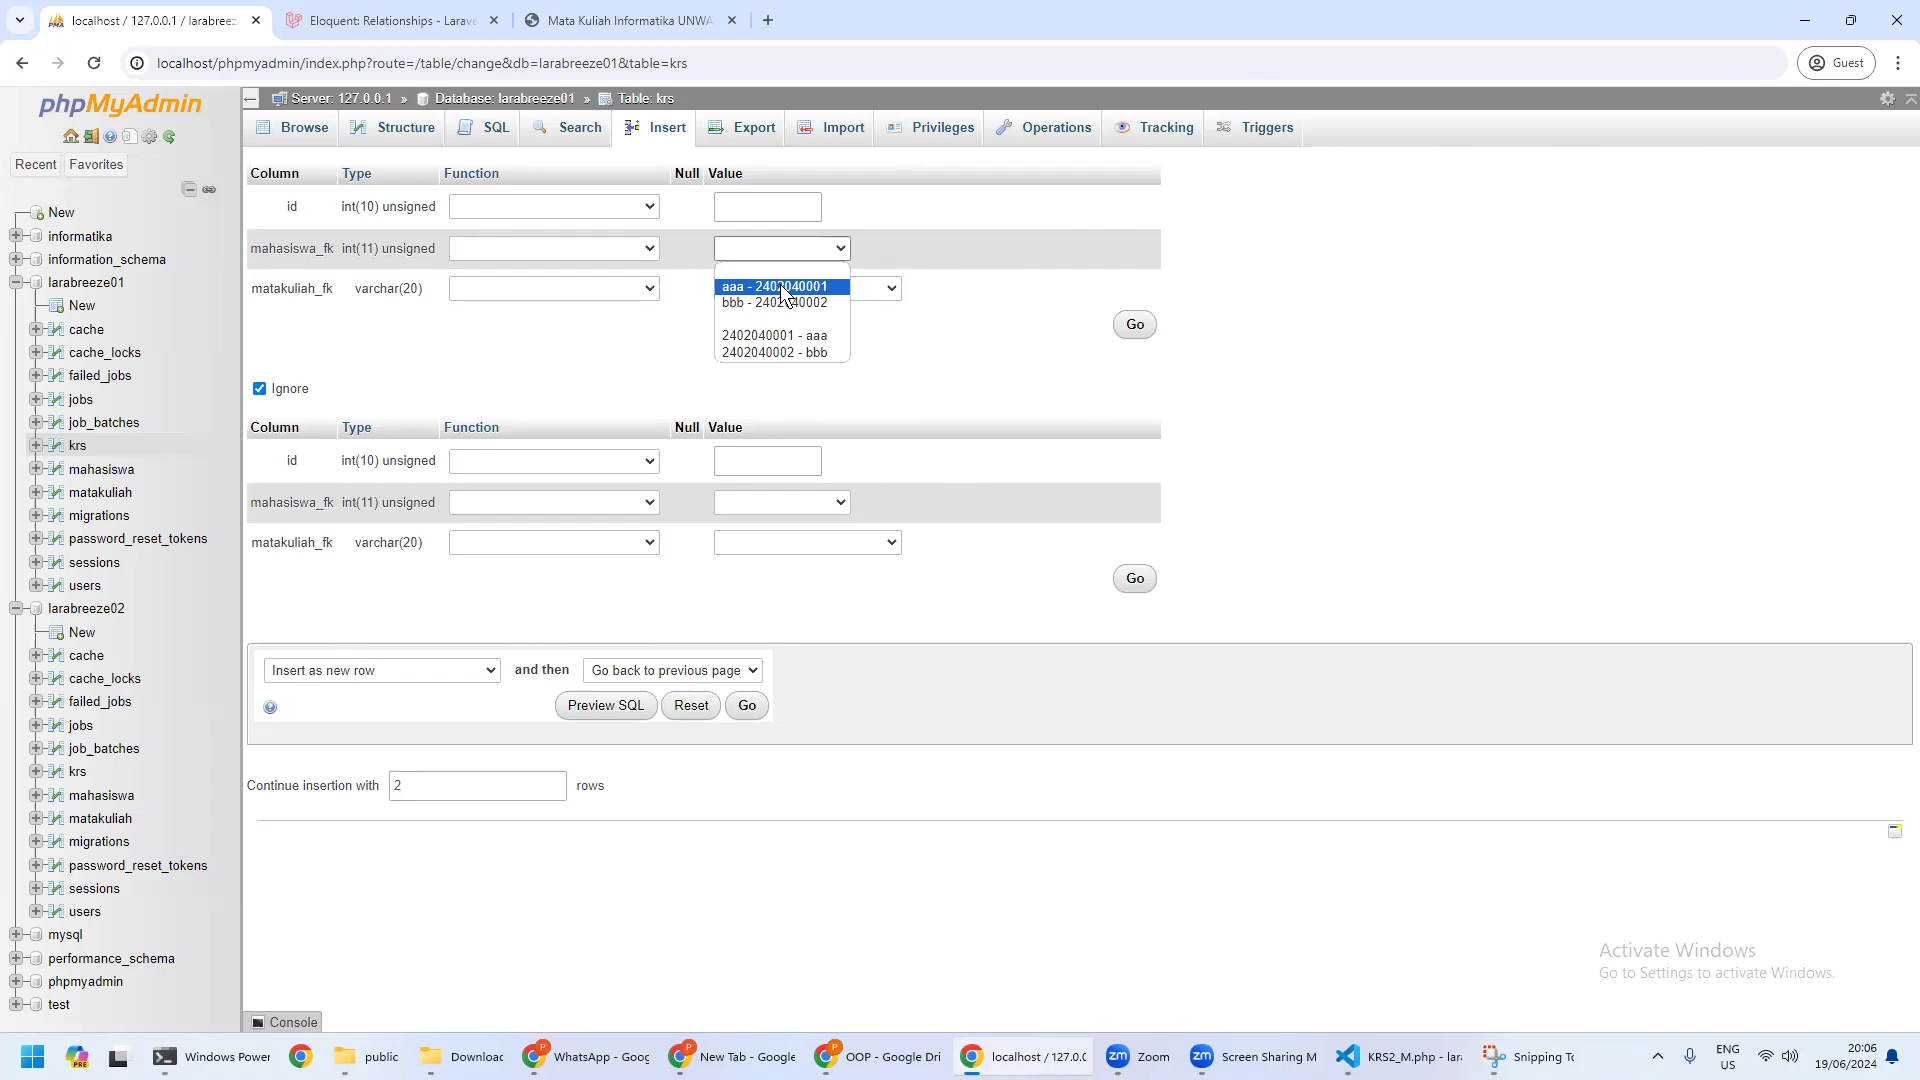 localhost / 127.0.0.1 / larabreez
Eloquent: Relationships - Larave
Mata Kuliah Informatika UNWA
localhost/phpmyadmin/index.php?route=/table/change&db=larabreeze01&table=krs
Guest
phpMyAdmin
Server: 127.0.0.1 » Database: larabreeze01 » Table: krs
Browse Structure SQL Search Insert Export Import Privileges Operations Tracking Triggers
Recent Favorites
New
informatika
information_schema
larabreeze01
New
cache
cache_locks
failed_jobs
jobs
job_batches
krs
mahasiswa
matakuliah
migrations
password_reset_tokens
sessions
users
larabreeze02
New
cache
cache_locks
failed_jobs
jobs
job_batches
krs
mahasiswa
matakuliah
migrations
password_reset_tokens
sessions
users
mysql
performance_schema
phpmyadmin
test
Column Type Function Null Value
id int(10) unsigned
mahasiswa_fk int(11) unsigned
matakuliah_fk varchar(20)
aaa - 2402040001
bbb - 2402040002
2402040001 - aaa
2402040002 - bbb
Go
Ignore
Column Type Function Null Value
id int(10) unsigned
mahasiswa_fk int(11) unsigned
matakuliah_fk varchar(20)
Go
Insert as new row and then Go back to previous page
Preview SQL Reset Go
Continue insertion with 2 rows
Activate Windows
Go to Settings to activate Windows.
Console
PRE
Windows Power
public
Downloac
WhatsApp - Goog
New Tab - Google
OOP - Google Dri
localhost / 127.0.0
zm Zoom
zm Screen Sharing M
KRS2_M.php - lar
Snipping To
ENG
US
20:06
19/06/2024